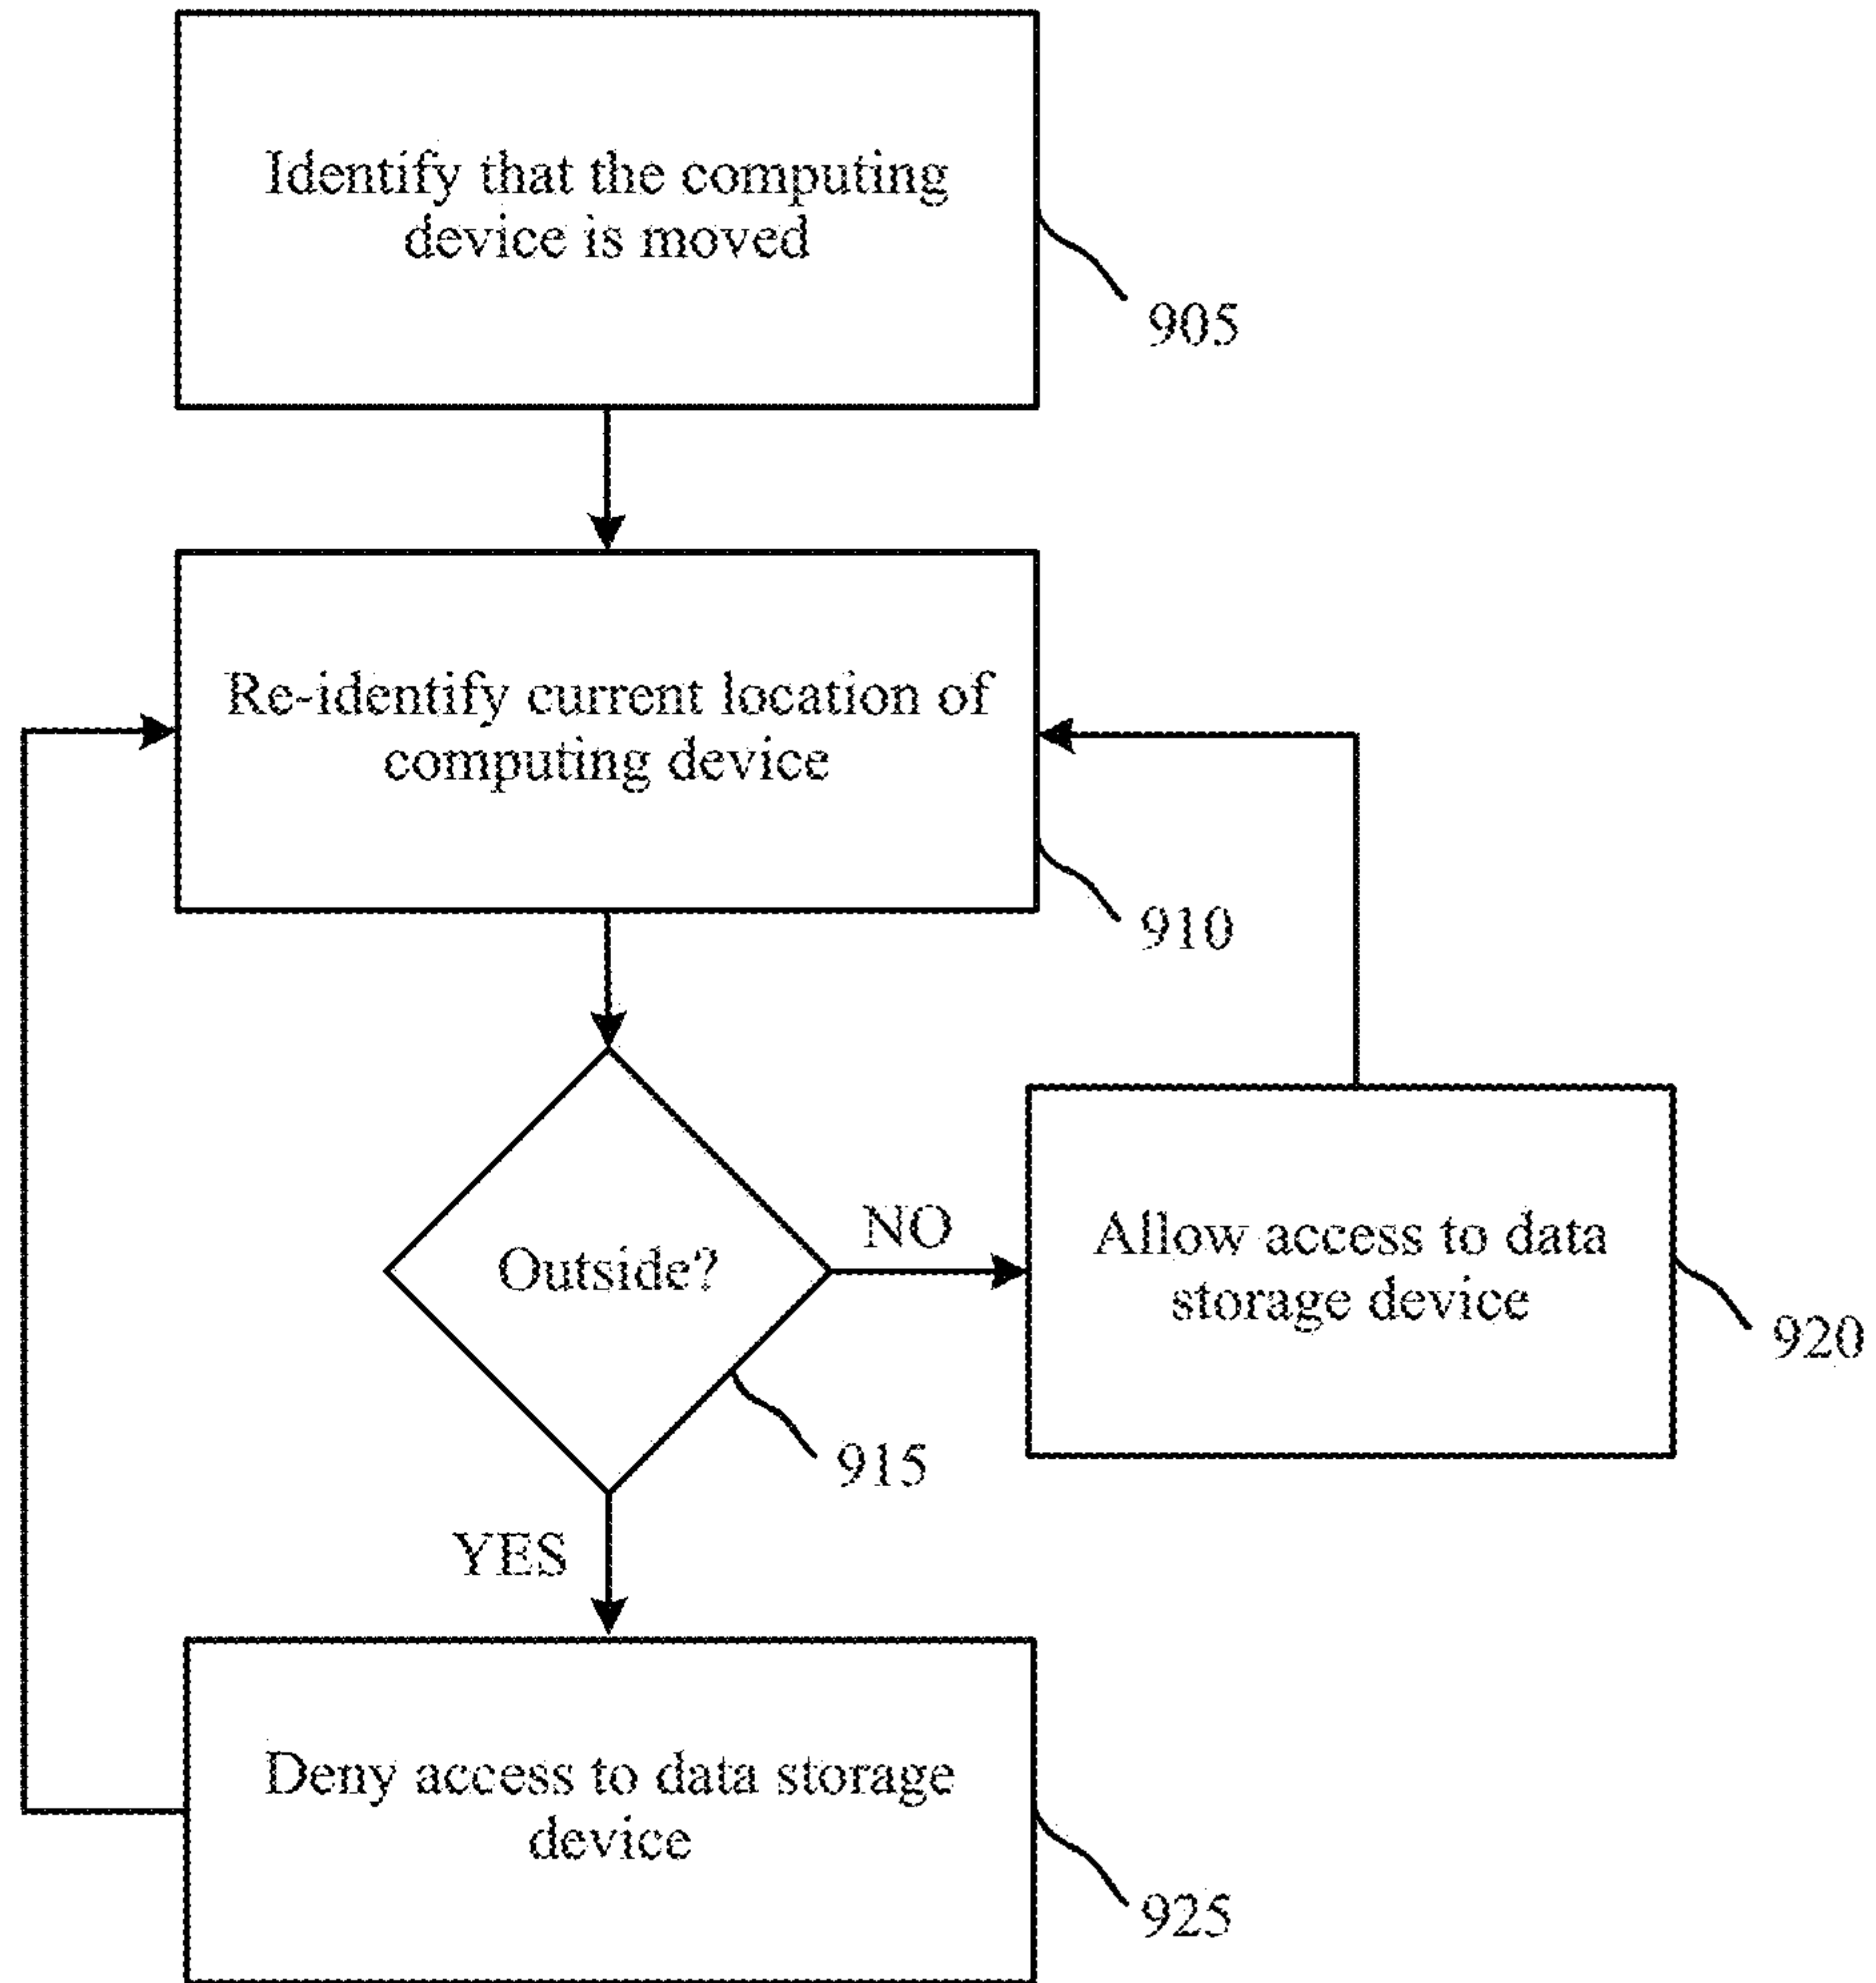 Identify that the computing
device is moved
905
Re-identify current location of
computing device
910
Outside?
NO
Allow access to data
storage device
920
915
YES
Deny access to data storage
device
925